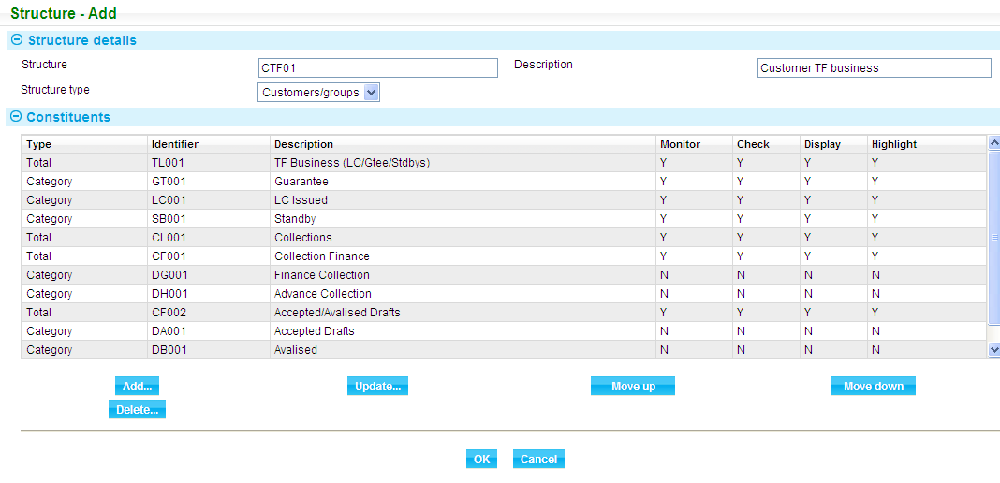 Structure - Add
Structure details
Structure CTF01 Description Customer TF business
Structure type Customers/groups
Constituents
Type Identifier Description Monitor Check Display Highlight
Total TL001 TF Business (LC/Gtee/Stdbys) Y Y Y Y
Category GT001 Guarantee Y Y Y Y
Category LC001 LC Issued Y Y Y Y
Category SB001 Standby Y Y Y Y
Total CL001 Collections Y Y Y Y
Total CF001 Collection Finance Y Y Y Y
Category DG001 Finance Collection N N N N
Category DH001 Advance Collection N N N N
Total CF002 Accepted/Avalised Drafts Y Y Y Y
Category DA001 Accepted Drafts N N N N
Category DB001 Avalised N N N N
Add... Update... Move up Move down
Delete...
OK Cancel